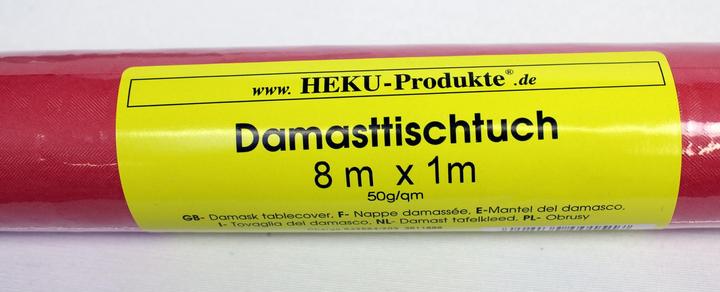 www. HEKU-Produkte®.de
Damasttischtuch
8 m x 1m
50g/qm
GB- Damask tablecover, F- Nappe damassée, E-Mantel del damasco,
I- Tovaglia del damasco, NL- Damast tafelkleed, PL- Obrusy